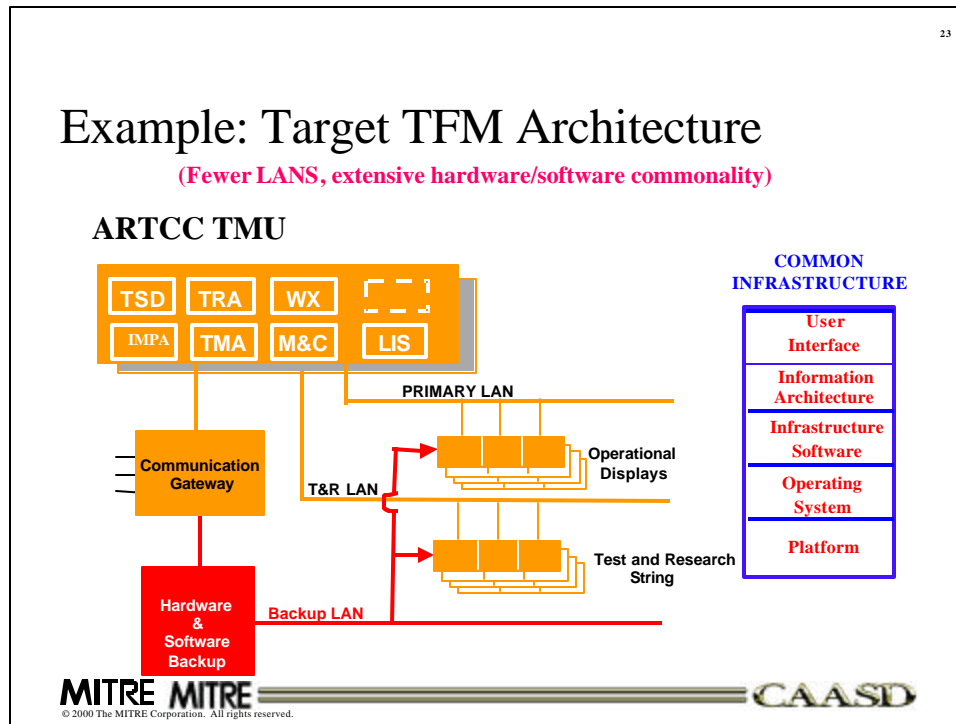 23
Example: Target TFM Architecture
(Fewer LANS, extensive hardware/software commonality)
ARTCC TMU
TSD TRA WX
IMPA TMA M&C LIS
COMMON
INFRASTRUCTURE
User
Interface
Information
Architecture
Infrastructure
Software
Operating
System
Platform
PRIMARY LAN
Communication
Gateway
Operational
Displays
T&R LAN
Test and Research
String
Hardware
&
Software
Backup
Backup LAN
MITRE MITRE CAASD
© 2000 The MITRE Corporation. All rights reserved.